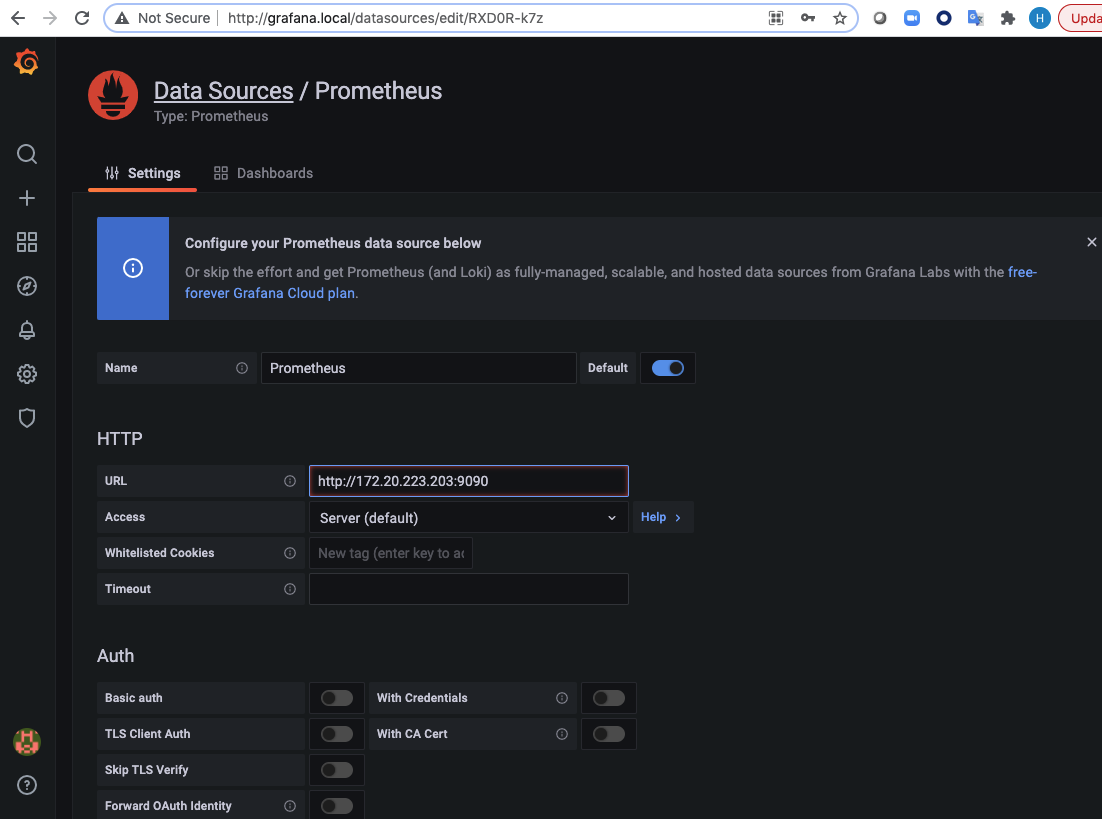 Not Secure
http://grafana.local/datasources/edit/RXD0R-k7z
H
Upda
Data Sources / Prometheus
Type: Prometheus
Settings
Dashboards
Configure your Prometheus data source below
Or skip the effort and get Prometheus (and Loki) as fully-managed, scalable, and hosted data sources from Grafana Labs with the free-
forever Grafana Cloud plan.
Name
Prometheus
Default
HTTP
URL
http://172.20.223.203:9090
Access
Server (default)
Help
Whitelisted Cookies
New tag (enter key to ac
Timeout
Auth
Basic auth
With Credentials
TLS Client Auth
With CA Cert
Skip TLS Verify
Forward OAuth Identity